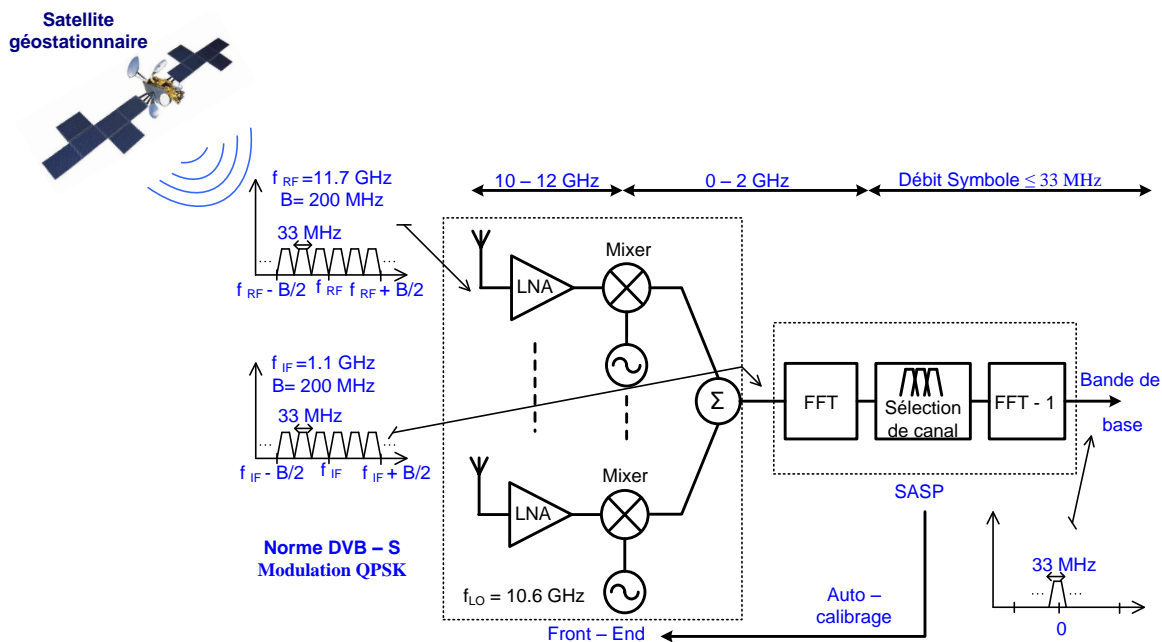 Satellite
géostationnaire
f RF =11.7 GHz
B= 200 MHz
33 MHz
... ...
f RF - B/2 f RF f RF + B/2
10 – 12 GHz
0 – 2 GHz
Débit Symbole ≤ 33 MHz
Mixer
LNA
f IF =1.1 GHz
B= 200 MHz
33 MHz
... ...
f IF - B/2 f IF f IF + B/2
Σ
FFT
Sélection
de canal
FFT - 1
Bande de
base
SASP
Mixer
LNA
Norme DVB – S
Modulation QPSK
fLO = 10.6 GHz
Front – End
Auto –
calibrage
33 MHz
... ...
0